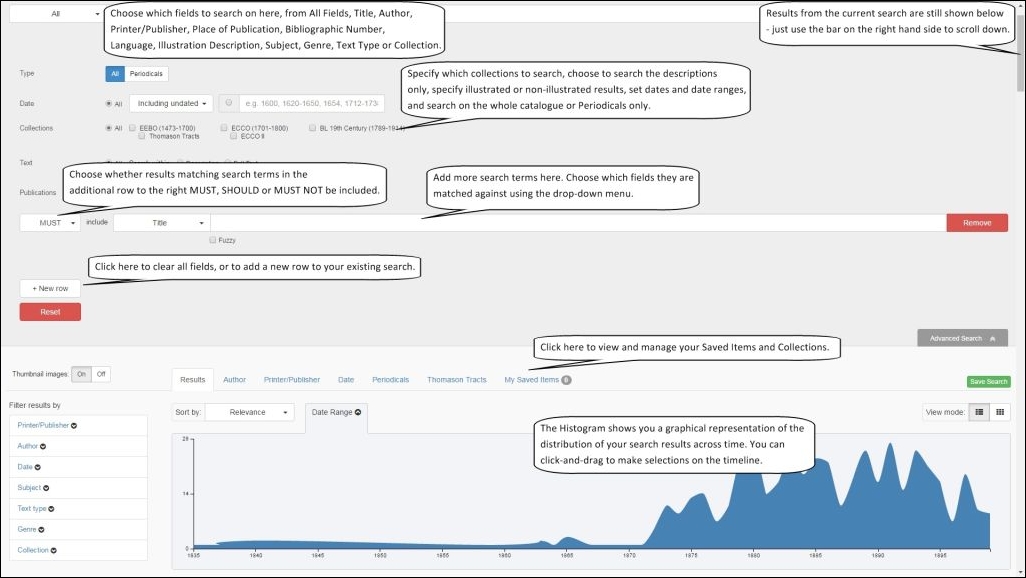 All
Choose which fields to search on here, from All Fields, Title, Author,
Printer/Publisher, Place of Publication, Bibliographic Number,
Language, Illustration Description, Subject, Genre, Text Type or Collection.
Results from the current search are still shown below
- just use the bar on the right hand side to scroll down.
Type
All Periodicals
Specify which collections to search, choose to search the descriptions
only, specify illustrated or non-illustrated results, set dates and date ranges,
and search on the whole catalogue or Periodicals only.
Date
All Including undated e.g. 1600, 1620-1650, 1654, 1712-173
Collections
All EEBO (1473-1700) ECCO (1701-1800) BL 19th Century (1789-1914)
Thomason Tracts ECCO II
Text
Choose whether results matching search terms in the
additional row to the right MUST, SHOULD or MUST NOT be included.
Add more search terms here. Choose which fields they are
matched against using the drop-down menu.
Publications
MUST include Title Remove
Fuzzy
Click here to clear all fields, or to add a new row to your existing search.
+ New row
Reset
Advanced Search
Click here to view and manage your Saved Items and Collections.
Thumbnail images: On Off
Results Author Printer/Publisher Date Periodicals Thomason Tracts My Saved Items 0
Save Search
Filter results by
Sort by: Relevance Date Range View mode:
Printer/Publisher
Author
Date
Subject
Text type
Genre
Collection
The Histogram shows you a graphical representation of the
distribution of your search results across time. You can
click-and-drag to make selections on the timeline.
28
14
0
1835 1840 1845 1850 1855 1860 1865 1870 1875 1880 1885 1890 1895